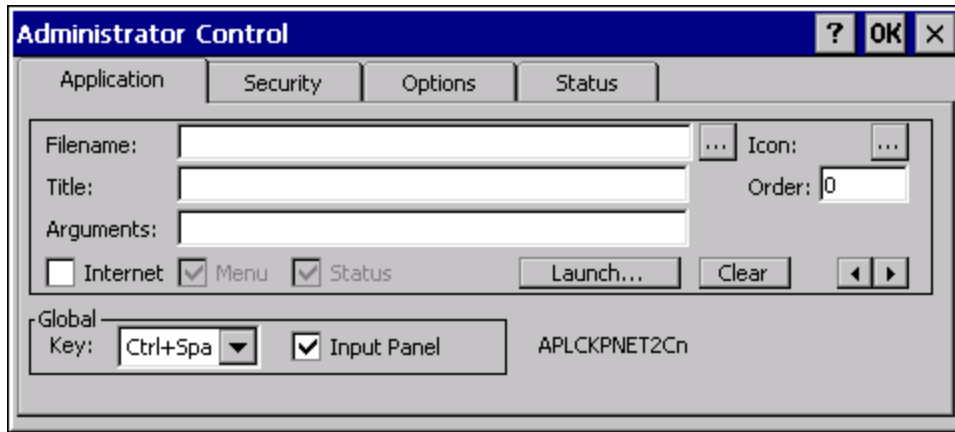 Administrator Control ? OK ×
Application Security Options Status
Filename: ... Icon: ...
Title: Order: 0
Arguments:
Internet Menu Status Launch... Clear
Global
Key: Ctrl+Spa Input Panel APLCKPNET2Cn